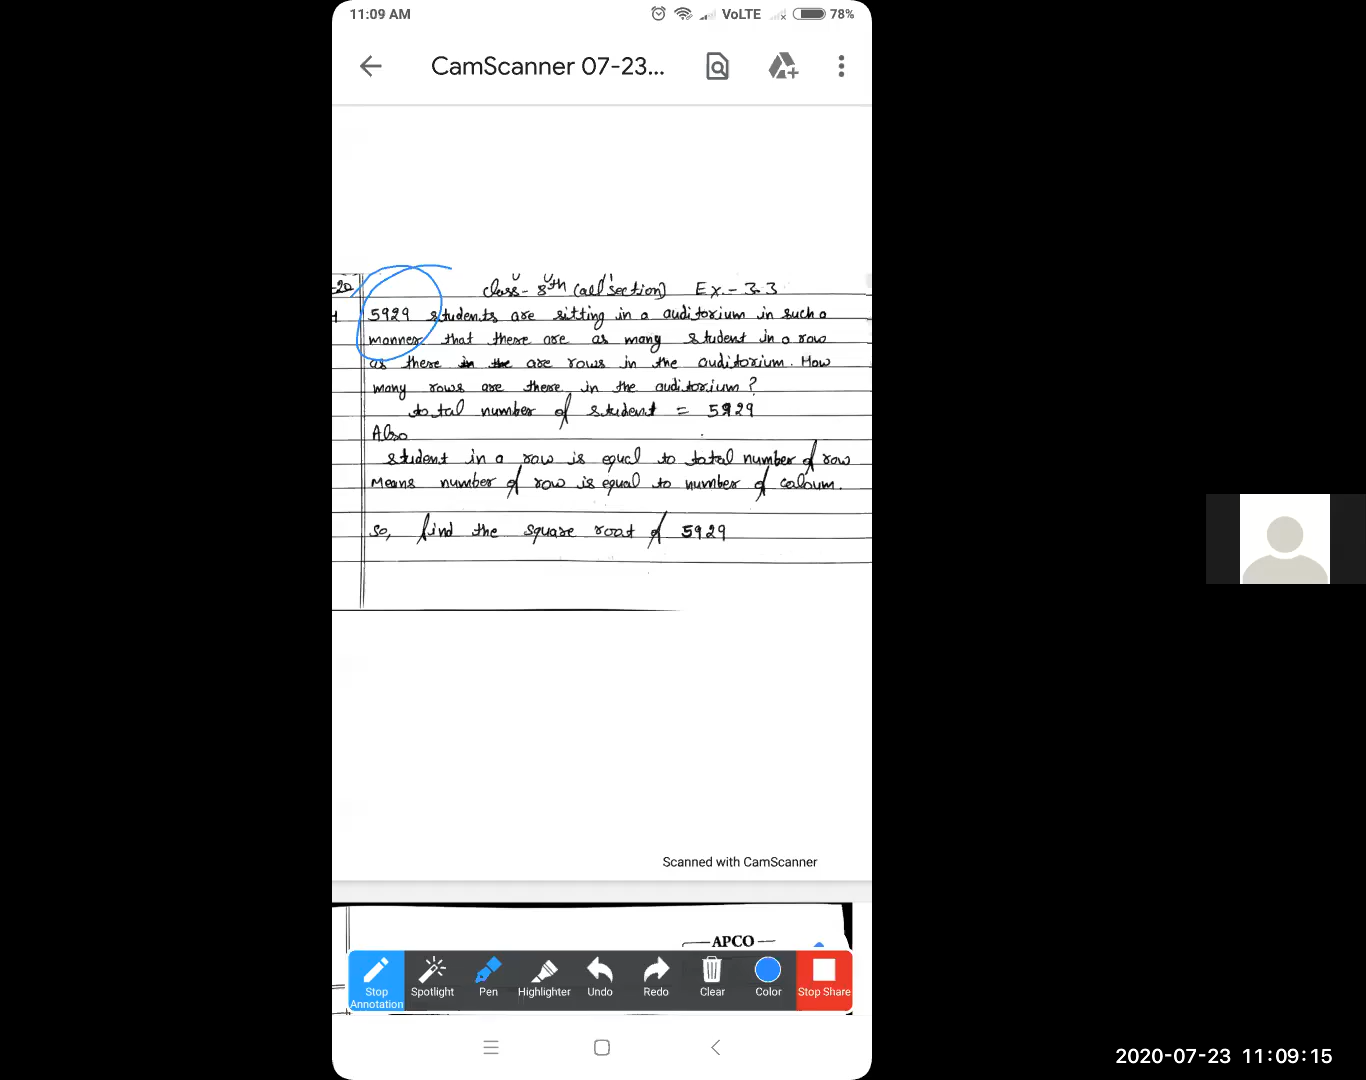 11:09 AM VoLTE 78%
CamScanner 07-23...
-20 class- 8th (all section) Ex.- 3.3
5929 students are sitting in a auditorium in such a
manner that there are as many student in a row
as there in the are rows in the auditorium. How
many rows are there in the auditorium?
total number of student = 5929
Also
student in a row is equal to total number of row
Means number of row is equal to number of coloum.
so, find the square root of 5929
Scanned with CamScanner
APCO
Stop Annotation Spotlight Pen Highlighter Undo Redo Clear Color Stop Share
2020-07-23 11:09:15